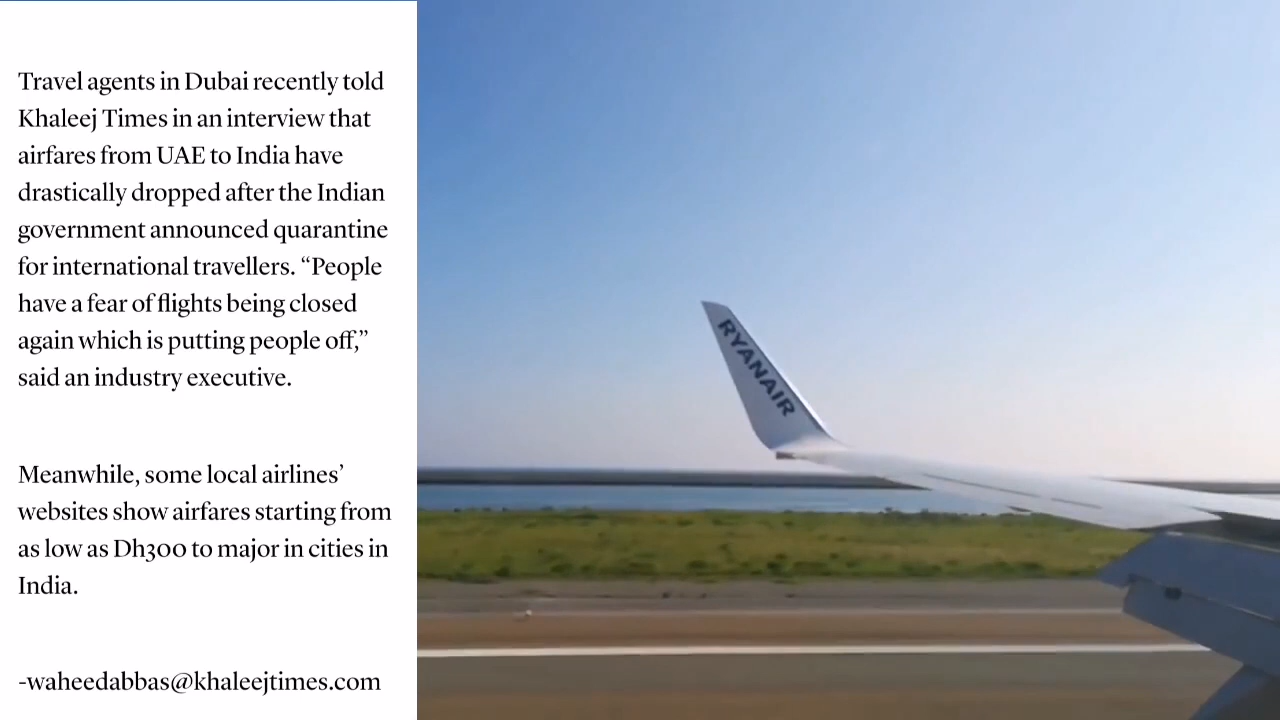 Travel agents in Dubai recently told
Khaleej Times in an interview that
airfares from UAE to India have
drastically dropped after the Indian
government announced quarantine
for international travellers. “People
have a fear of flights being closed
again which is putting people off,”
said an industry executive.
Meanwhile, some local airlines’
websites show airfares starting from
as low as Dh300 to major in cities in
India.
-waheedabbas@khaleejtimes.com
RYANAIR